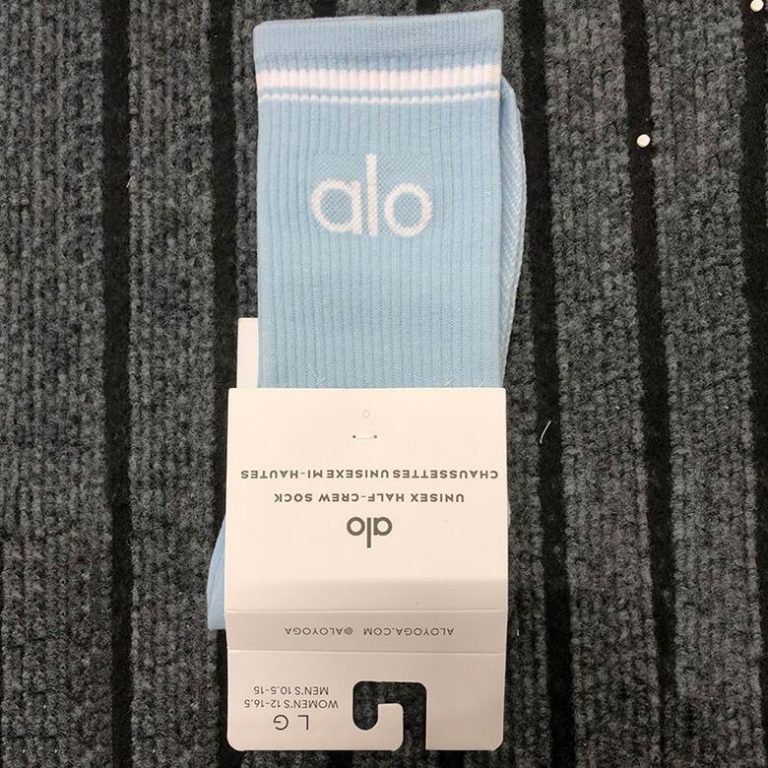 alo
alo
UNISEX HALF-CREW SOCK
CHAUSSETTES UNISEXE MI-HAUTES
ALOYOGA.COM @ALOYOGA
L G
WOMEN'S 12-16.5
MEN'S 10.5-15